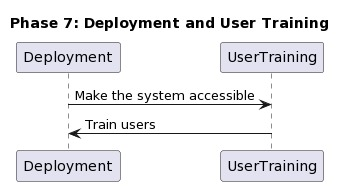 Phase 7: Deployment and User Training
Deployment
UserTraining
Make the system accessible
Train users
Deployment
UserTraining